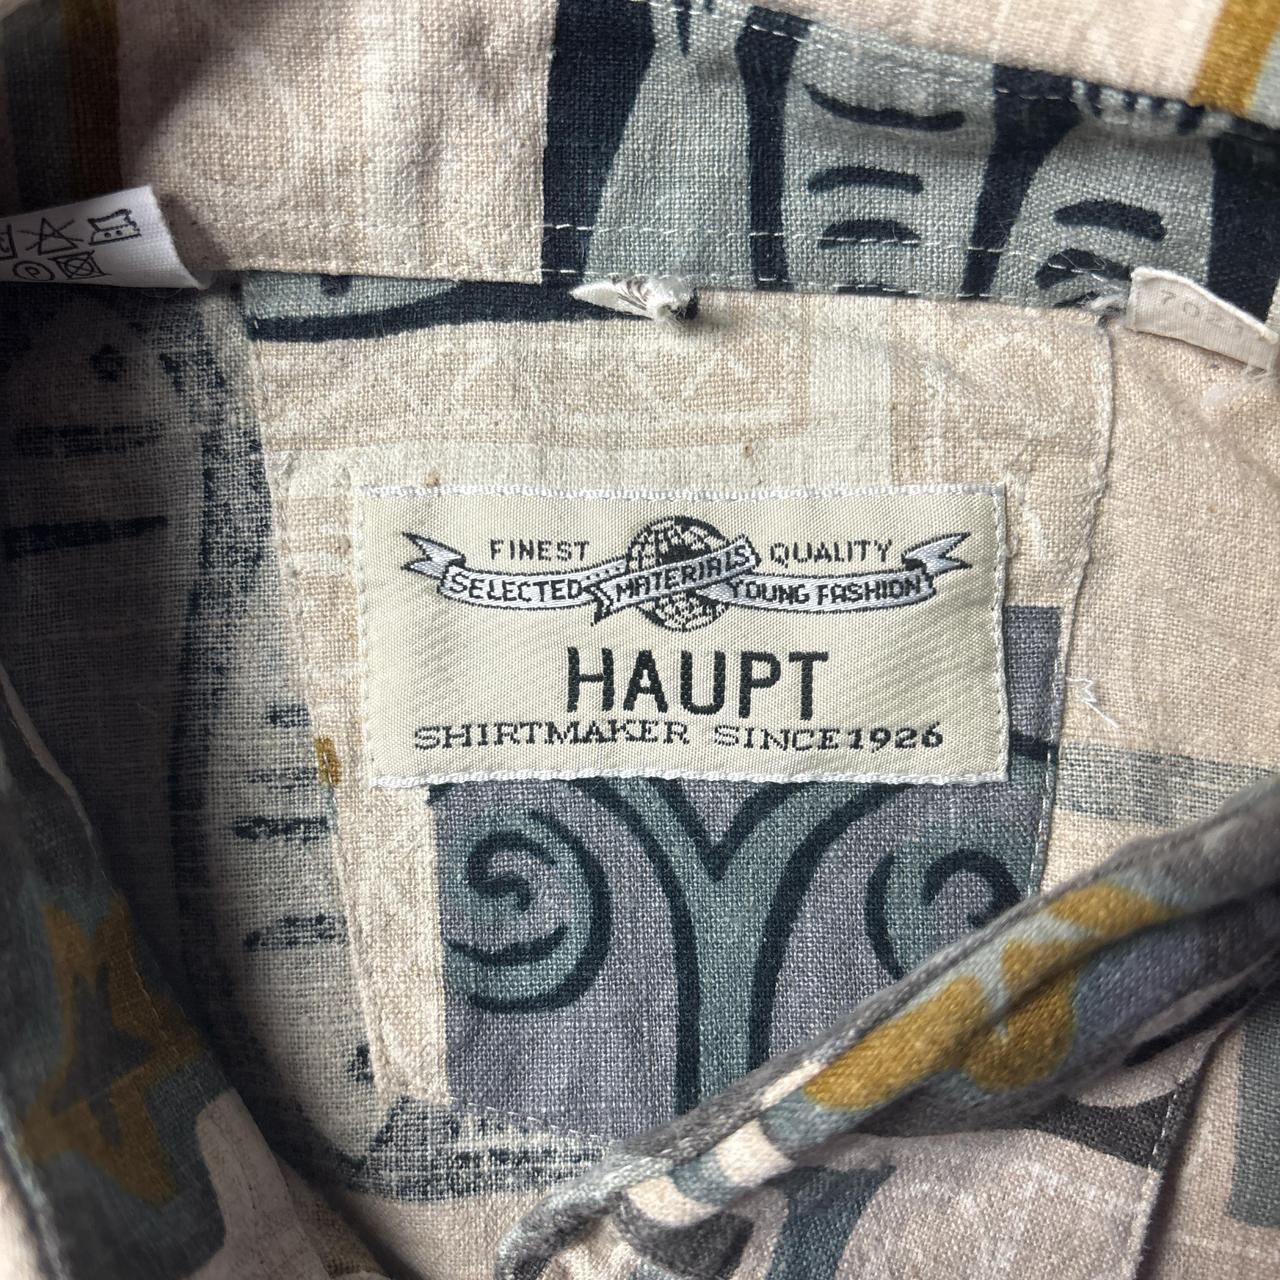 FINEST QUALITY
SELECTED MATERIALS YOUNG FASHION
HAUPT
SHIRTMAKER SINCE1926
P